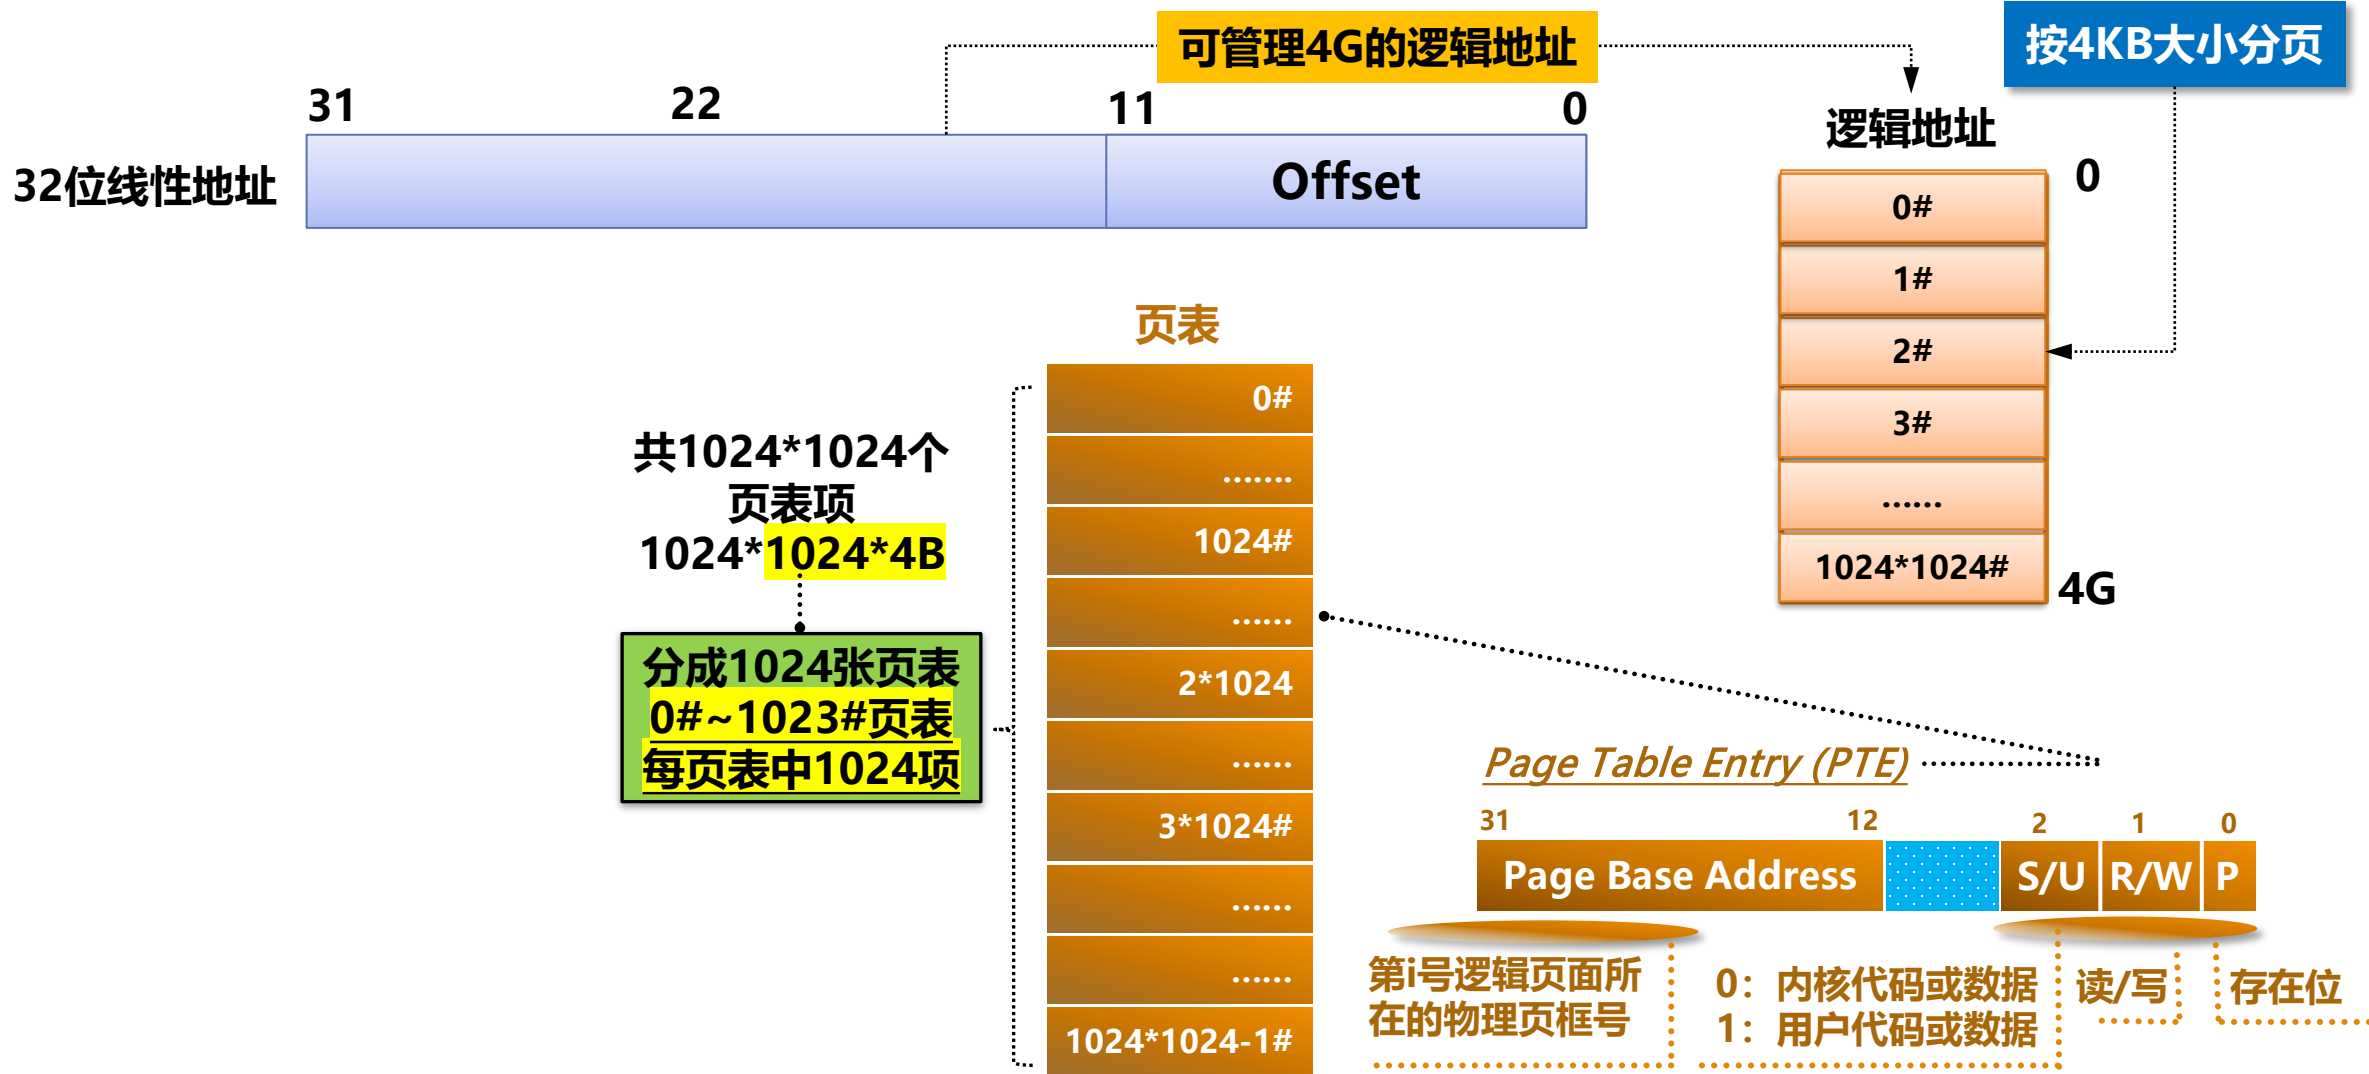 可管理4G的逻辑地址
按4KB大小分页
31
22
11
0
32位线性地址
Offset
逻辑地址
0
0#
1#
2#
3#
......
1024*1024#
4G
页表
0#
.......
1024#
......
2*1024
......
3*1024#
......
......
1024*1024-1#
共1024*1024个
页表项
1024*1024*4B
分成1024张页表
0#~1023#页表
每页表中1024项
Page Table Entry (PTE)
31
12
2
1
0
Page Base Address
S/U
R/W
P
第i号逻辑页面所
在的物理页框号
0：内核代码或数据
1：用户代码或数据
读/写
存在位